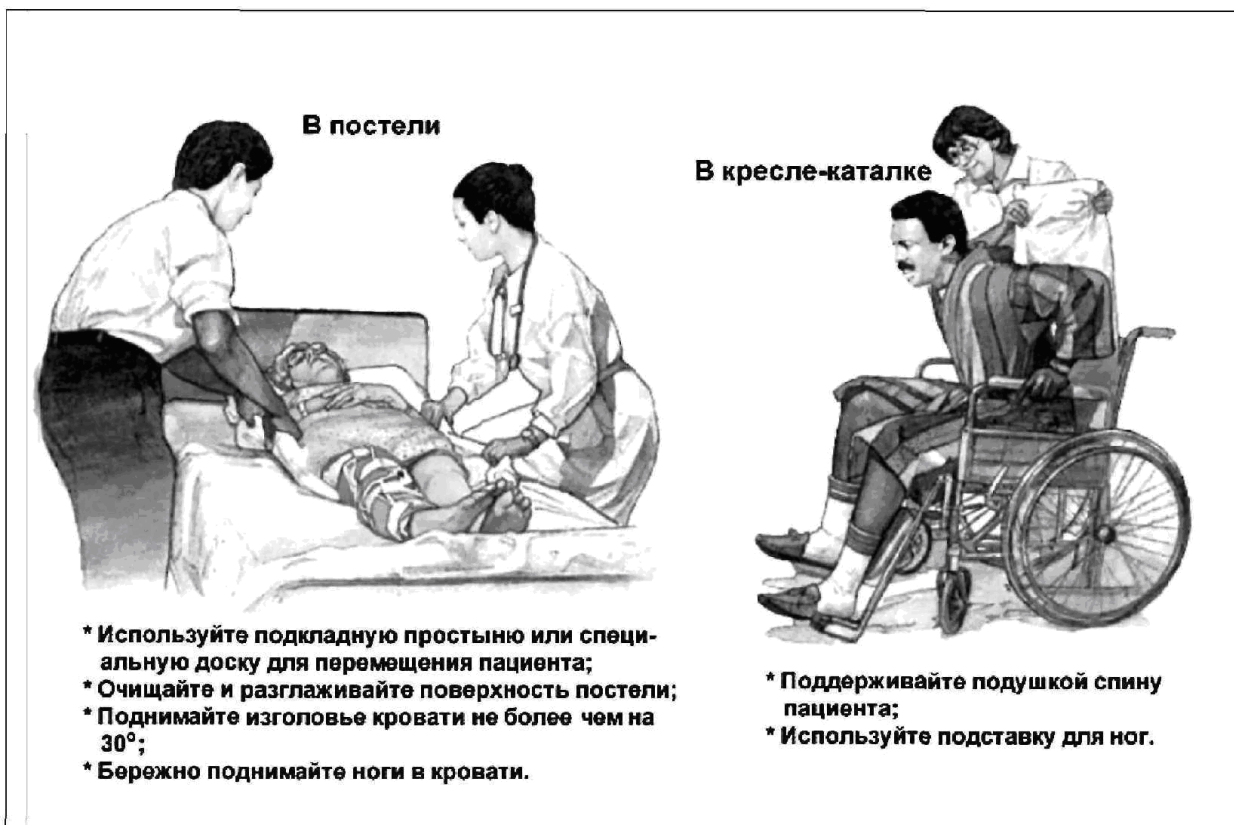 В постели
* Используйте подкладную простыню или специ-
альную доску для перемещения пациента;
* Очищайте и разглаживайте поверхность постели;
* Поднимайте изголовье кровати не более чем на
30°;
* Бережно поднимайте ноги в кровати.
В кресле-каталке
* Поддерживайте подушкой спину
пациента;
* Используйте подставку для ног.